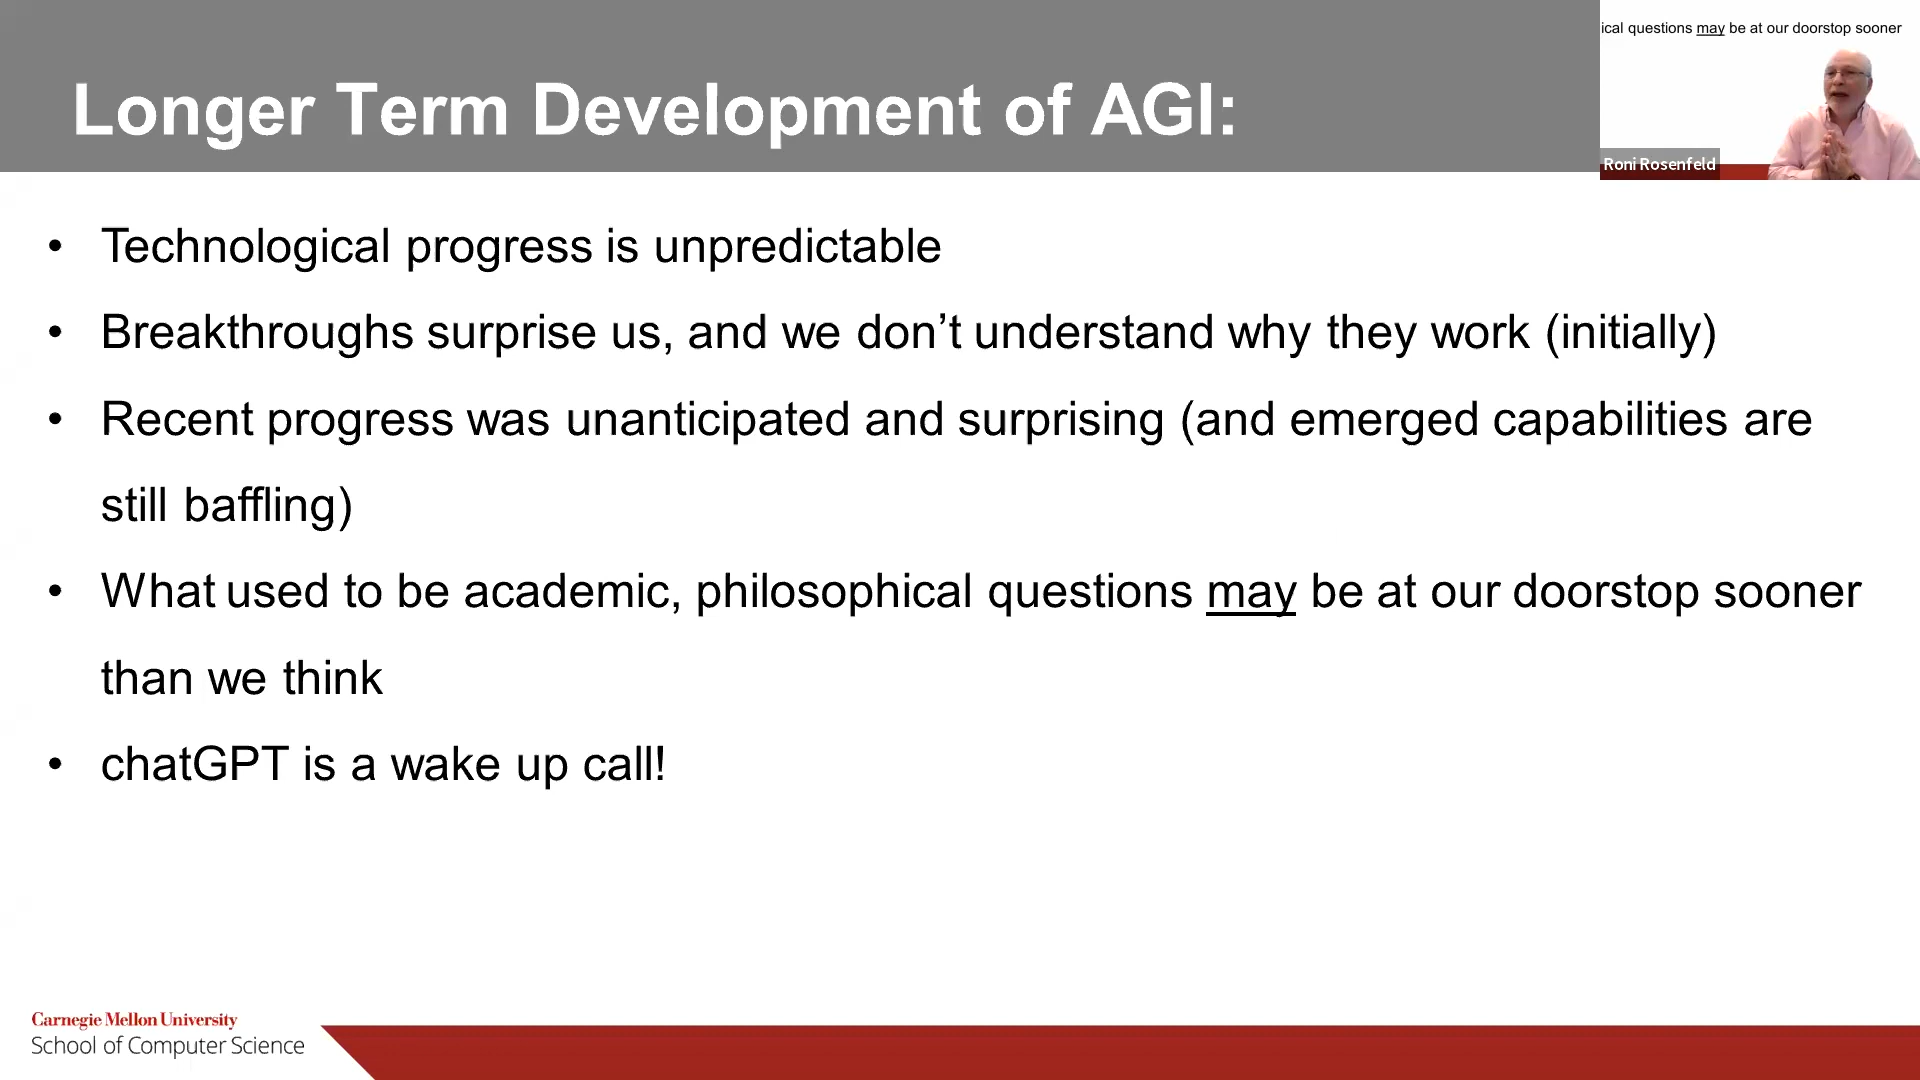 ical questions may be at our doorstop sooner
Longer Term Development of AGI:
Roni Rosenfeld
• Technological progress is unpredictable
• Breakthroughs surprise us, and we don’t understand why they work (initially)
• Recent progress was unanticipated and surprising (and emerged capabilities are
still baffling)
• What used to be academic, philosophical questions may be at our doorstop sooner
than we think
• chatGPT is a wake up call!
Carnegie Mellon University
School of Computer Science